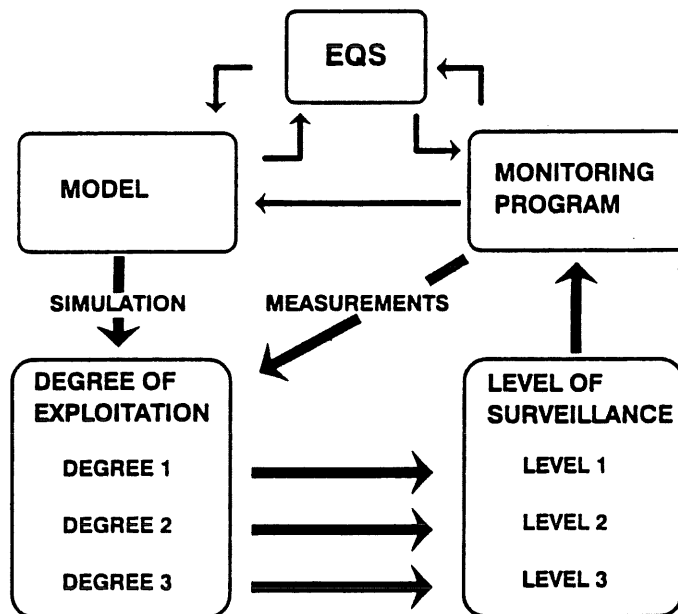 EQS
MODEL
MONITORING
PROGRAM
SIMULATION
MEASUREMENTS
DEGREE OF
EXPLOITATION
DEGREE 1
DEGREE 2
DEGREE 3
LEVEL OF
SURVEILLANCE
LEVEL 1
LEVEL 2
LEVEL 3